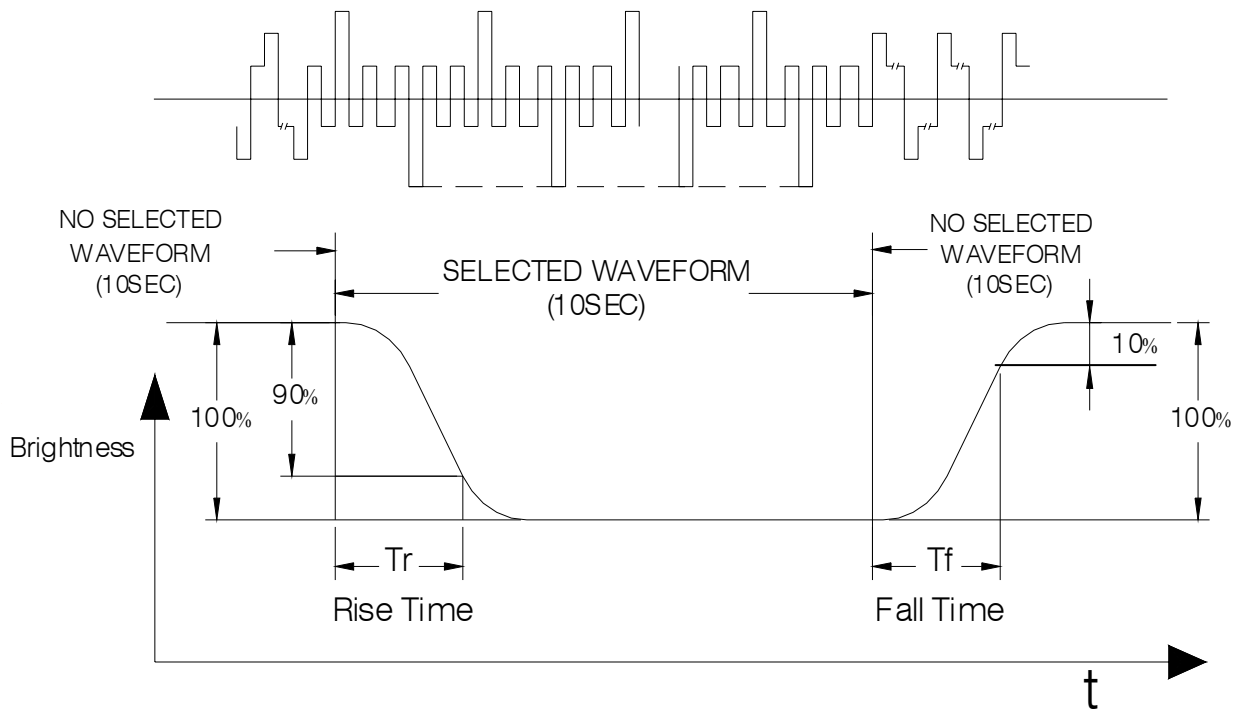 NO SELECTED
WAVEFORM
(10SEC)
SELECTED WAVEFORM
(10SEC)
NO SELECTED
WAVEFORM
(10SEC)
100%
90%
10%
100%
Brightness
Tr
Rise Time
Tf
Fall Time
t